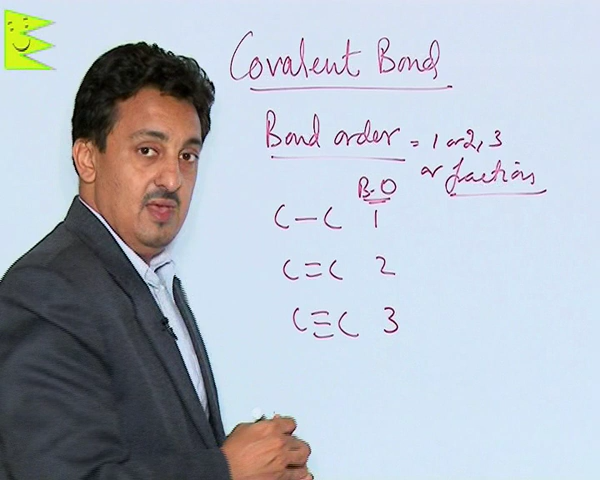 Covalent Bond
Bond order = 1 or 2, 3
or fractions
B.O
C — C 1
C = C 2
C ≡ C 3